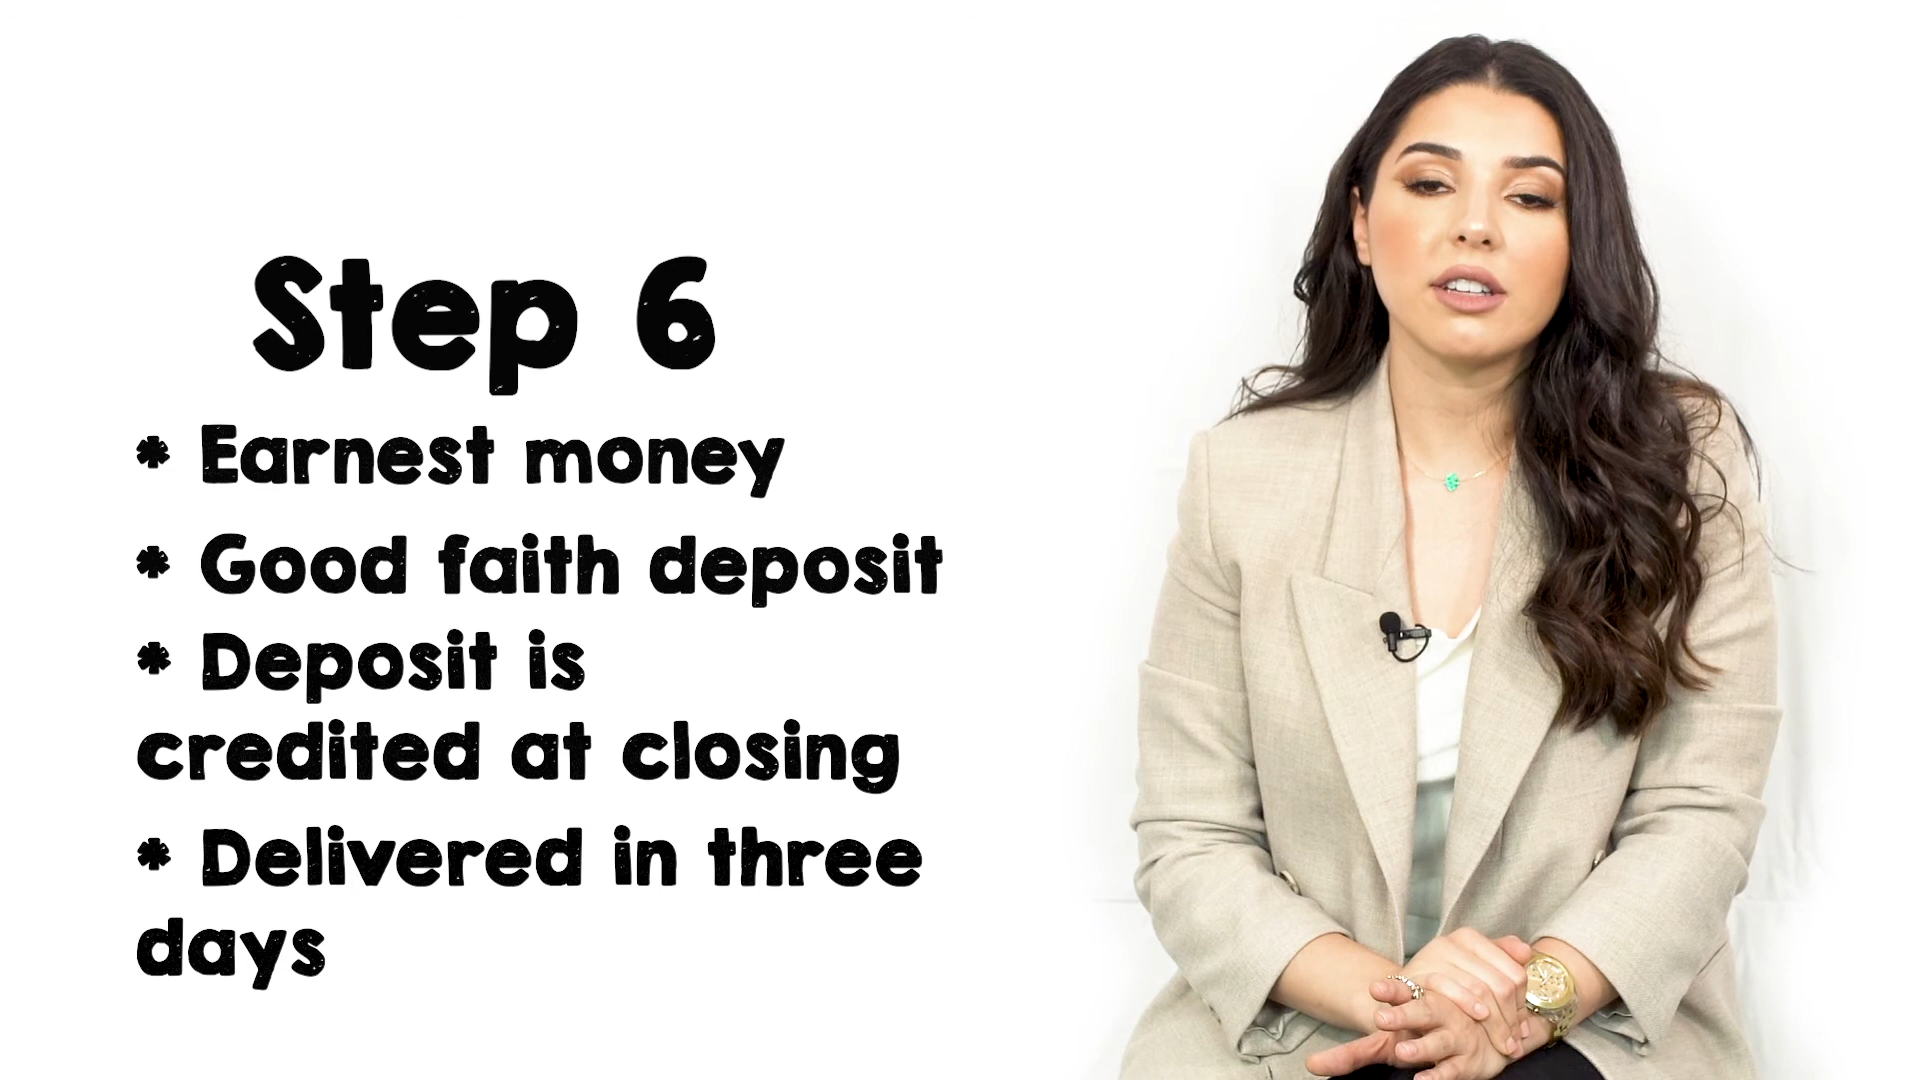 Step 6
* Earnest money
* Good faith deposit
* Deposit is
credited at closing
* Delivered in three
days